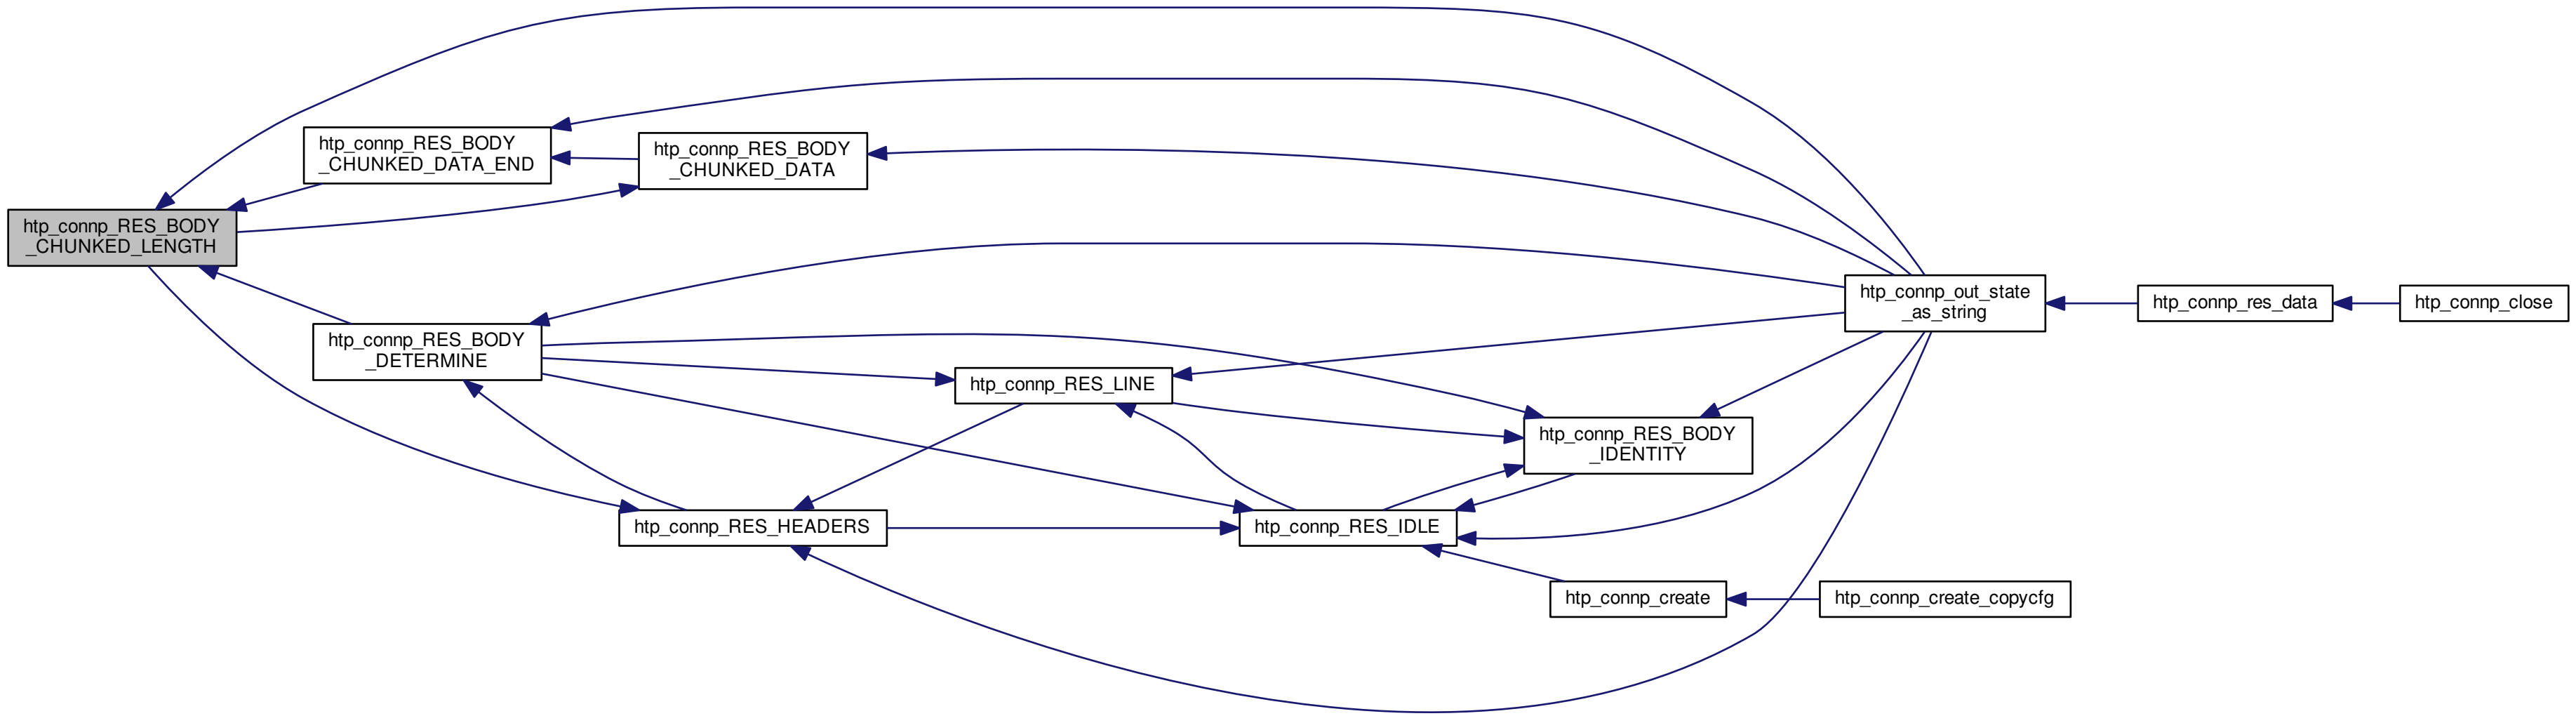 htp_connp_RES_BODY
_CHUNKED_LENGTH
htp_connp_RES_BODY
_CHUNKED_DATA_END
htp_connp_RES_BODY
_CHUNKED_DATA
htp_connp_RES_BODY
_DETERMINE
htp_connp_RES_LINE
htp_connp_RES_HEADERS
htp_connp_RES_BODY
_IDENTITY
htp_connp_RES_IDLE
htp_connp_out_state
_as_string
htp_connp_res_data
htp_connp_close
htp_connp_create
htp_connp_create_copycfg